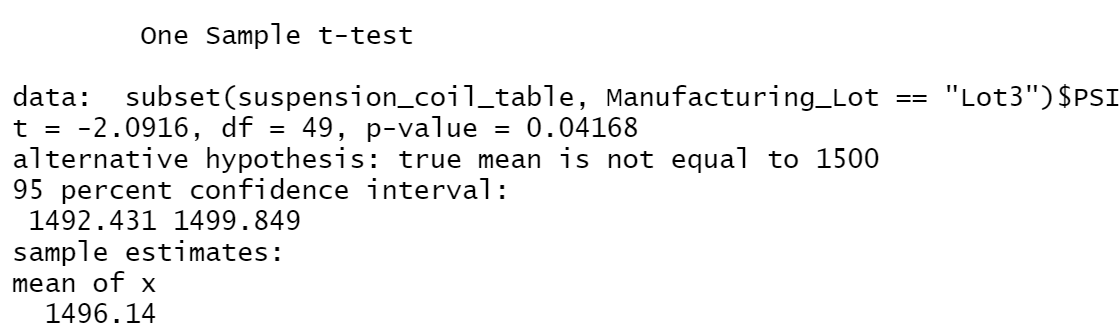 One Sample t-test
data:  subset(suspension_coil_table, Manufacturing_Lot == "Lot3")$PSI
t = -2.0916, df = 49, p-value = 0.04168
alternative hypothesis: true mean is not equal to 1500
95 percent confidence interval:
1492.431 1499.849
sample estimates:
mean of x
1496.14